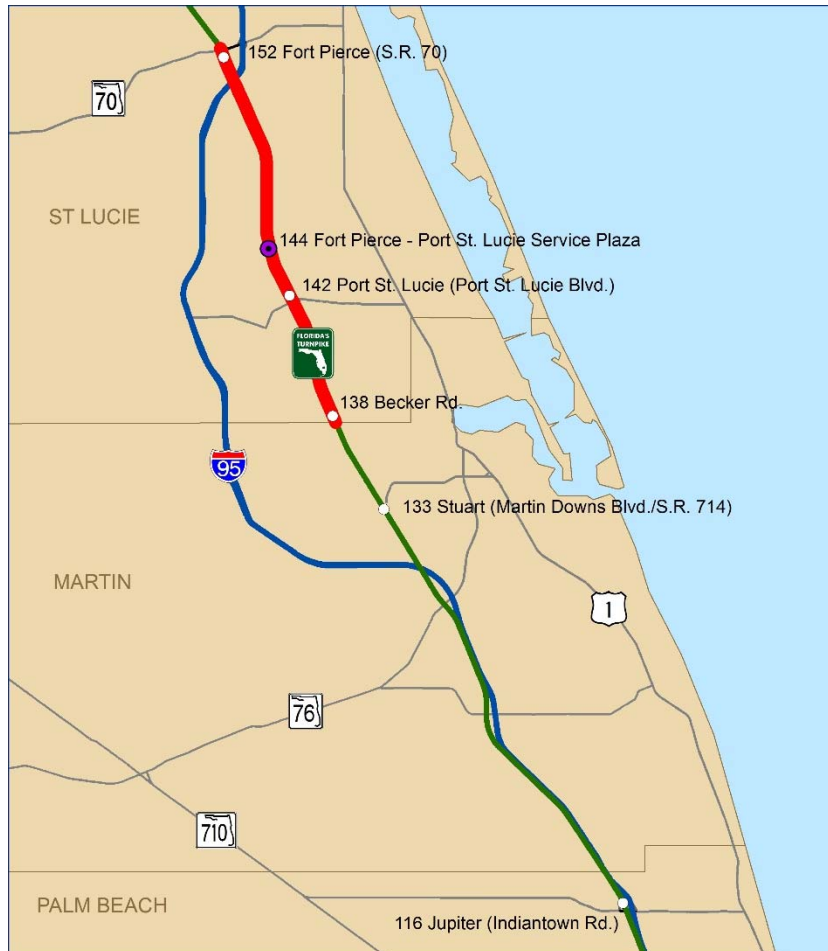 152 Fort Pierce (S.R. 70)
70
ST LUCIE
144 Fort Pierce - Port St. Lucie Service Plaza
142 Port St. Lucie (Port St. Lucie Blvd.)
FLORIDA'S
TURNPIKE
138 Becker Rd.
95
133 Stuart (Martin Downs Blvd./S.R. 714)
MARTIN
1
76
710
PALM BEACH
116 Jupiter (Indiantown Rd.)